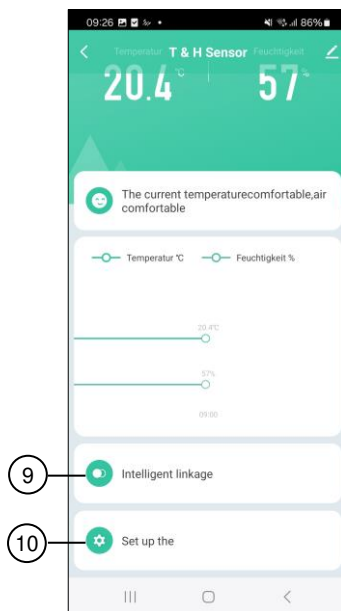 09:26 86%
Temperatur T & H Sensor Feuchtigkeit
20.4 °C 57 %
The current temperaturecomfortable,air
comfortable
Temperatur °C Feuchtigkeit %
20.4°C
57%
09:00
9 Intelligent linkage
10 Set up the